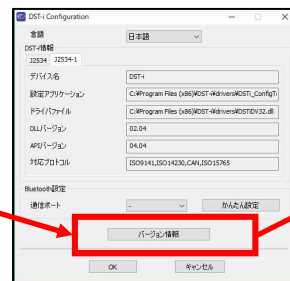 DST-i Configuration
言語 日本語
DST-i情報
J2534 J2534-1
デバイス名 DST-i
設定アプリケーション C:¥Program Files (x86)¥DST-i¥drivers¥DSTi_ConfigT
ドライバファイル C:¥Program Files (x86)¥DST-i¥drivers¥DSTiDV32.dll
DLLバージョン 02.04
APIバージョン 04.04
対応プロトコル ISO9141,ISO14230,CAN,ISO15765
Bluetooth設定
通信ポート - かんたん設定
バージョン情報
OK キャンセル